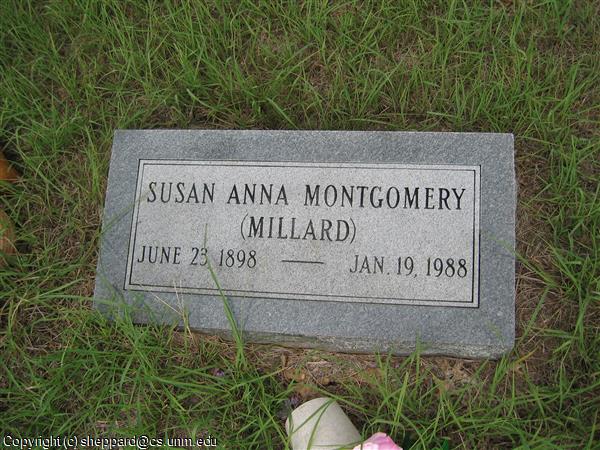 SUSAN ANNA MONTGOMERY
(MILLARD)
JUNE 23 1898 — JAN. 19, 1988
Copyright (c) sheppard@cs.unm.edu